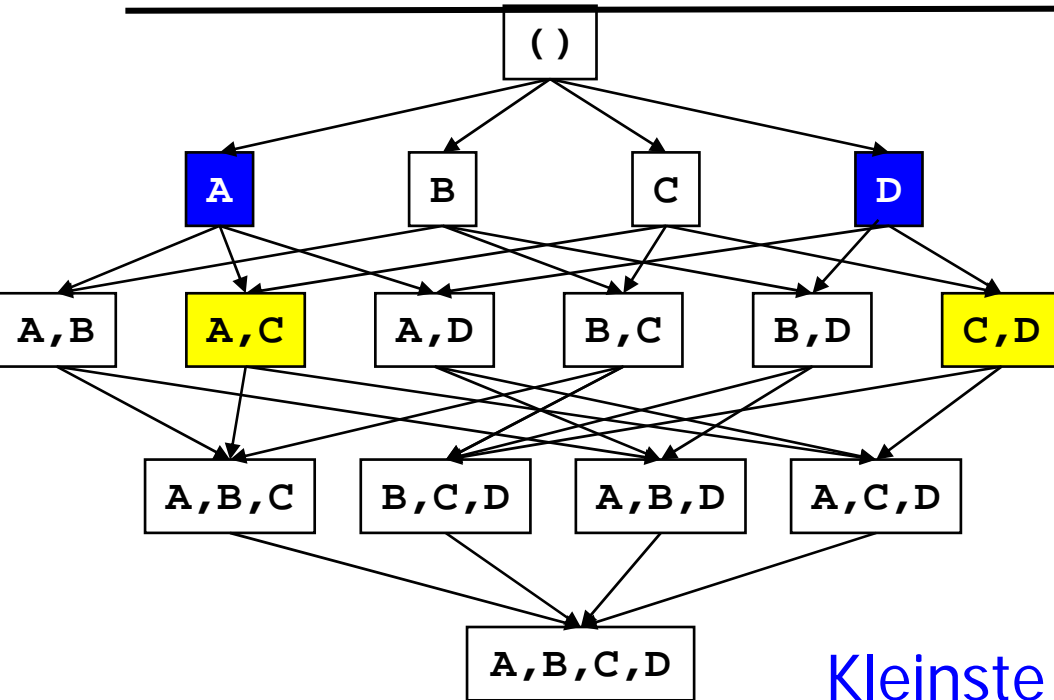 ()
A B C D
A,B A,C A,D B,C B,D C,D
A,B,C B,C,D A,B,D A,C,D
A,B,C,D
Kleinste